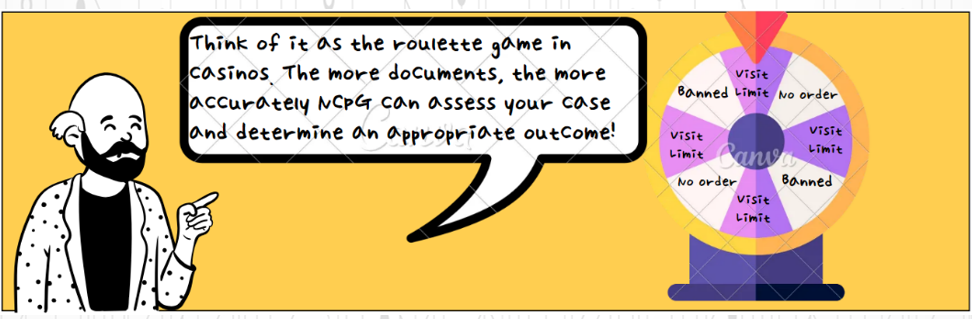 Think of it as the roulette game in
casinos. The more documents, the more
accurately NCPG can assess your case
and determine an appropriate outcome!
Visit
Limit
No order
Visit
Limit
Banned
Visit
Limit
No order
Visit
Limit
Banned
Canva
Canva